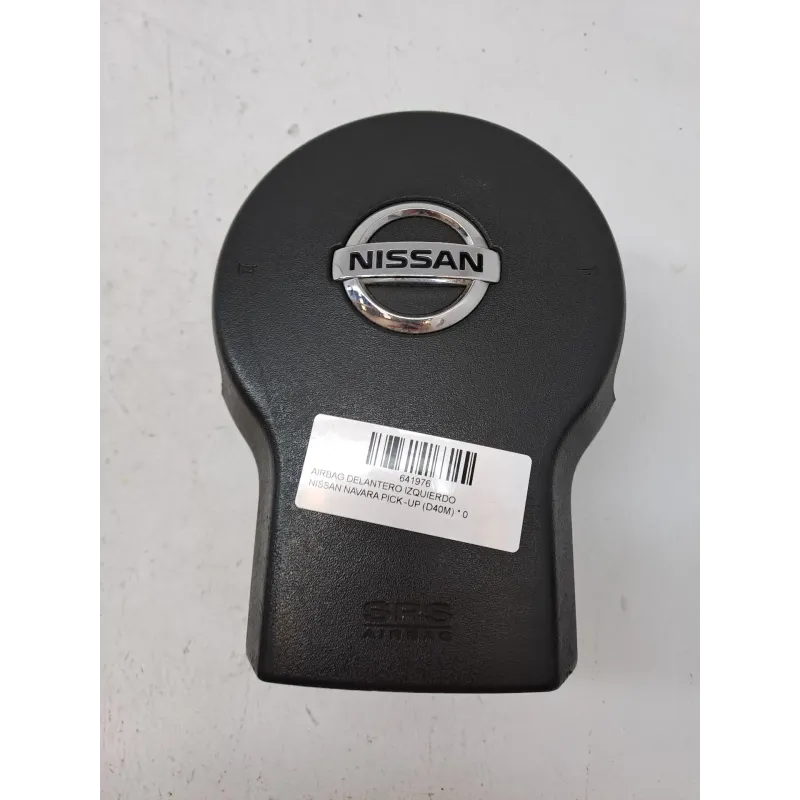 NISSAN
641976
AIRBAG DELANTERO IZQUIERDO
NISSAN NAVARA PICK-UP (D40M) * 0
SRS
AIRBAG